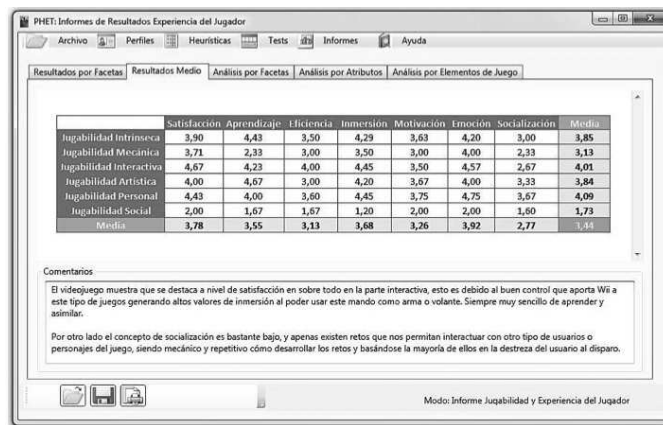 PHET: Informes de Resultados Experiencia del Jugador
Archivo Perfiles Heurísticas Tests Informes Ayuda
Resultados por Facetas Resultados Medio Análisis por Facetas Análisis por Atributos Análisis por Elementos de Juego
Satisfacción Aprendizaje Eficiencia Inmersión Motivación Emoción Socialización Media
Jugabilidad Intrínseca 3,90 4,43 3,50 4,29 3,63 4,20 3,00 3,85
Jugabilidad Mecánica 3,71 2,33 3,00 3,50 3,00 4,00 2,33 3,13
Jugabilidad Interactiva 4,67 4,23 4,00 4,45 3,50 4,57 2,67 4,01
Jugabilidad Artística 4,00 4,67 3,00 4,20 3,67 4,00 3,33 3,84
Jugabilidad Personal 4,43 4,00 3,60 4,45 3,75 4,75 3,67 4,09
Jugabilidad Social 2,00 1,67 1,67 1,20 2,00 2,00 1,60 1,73
Media 3,78 3,55 3,13 3,68 3,26 3,92 2,77 3,44
Comentarios
El videojuego muestra que se destaca a nivel de satisfacción en sobre todo en la parte interactiva, esto es debido al buen control que aporta Wii a
este tipo de juegos generando altos valores de inmersión al poder usar este mando como arma o volante. Siempre muy sencillo de aprender y
asimilar.
Por otro lado el concepto de socialización es bastante bajo, y apenas existen retos que nos permitan interactuar con otro tipo de usuarios o
personajes del juego, siendo mecánico y repetitivo cómo desarrollar los retos y basándose la mayoría de ellos en la destreza del usuario al disparo.
Modo: Informe Jugabilidad y Experiencia del Jugador